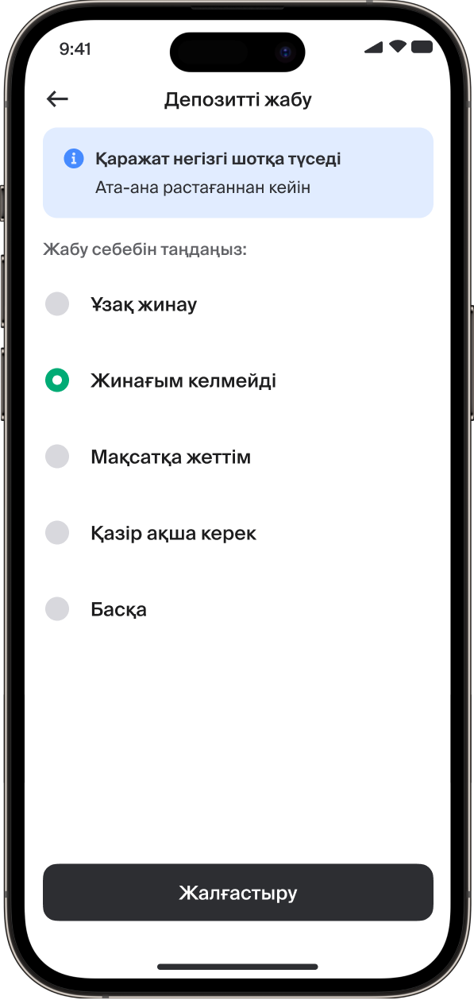 9:41
Депозитті жабу
Қаражат негізгі шотқа түседі
Ата-ана растағаннан кейін
Жабу себебін таңдаңыз:
Ұзақ жинау
Жинағым келмейді
Мақсатқа жеттім
Қазір ақша керек
Басқа
Жалғастыру